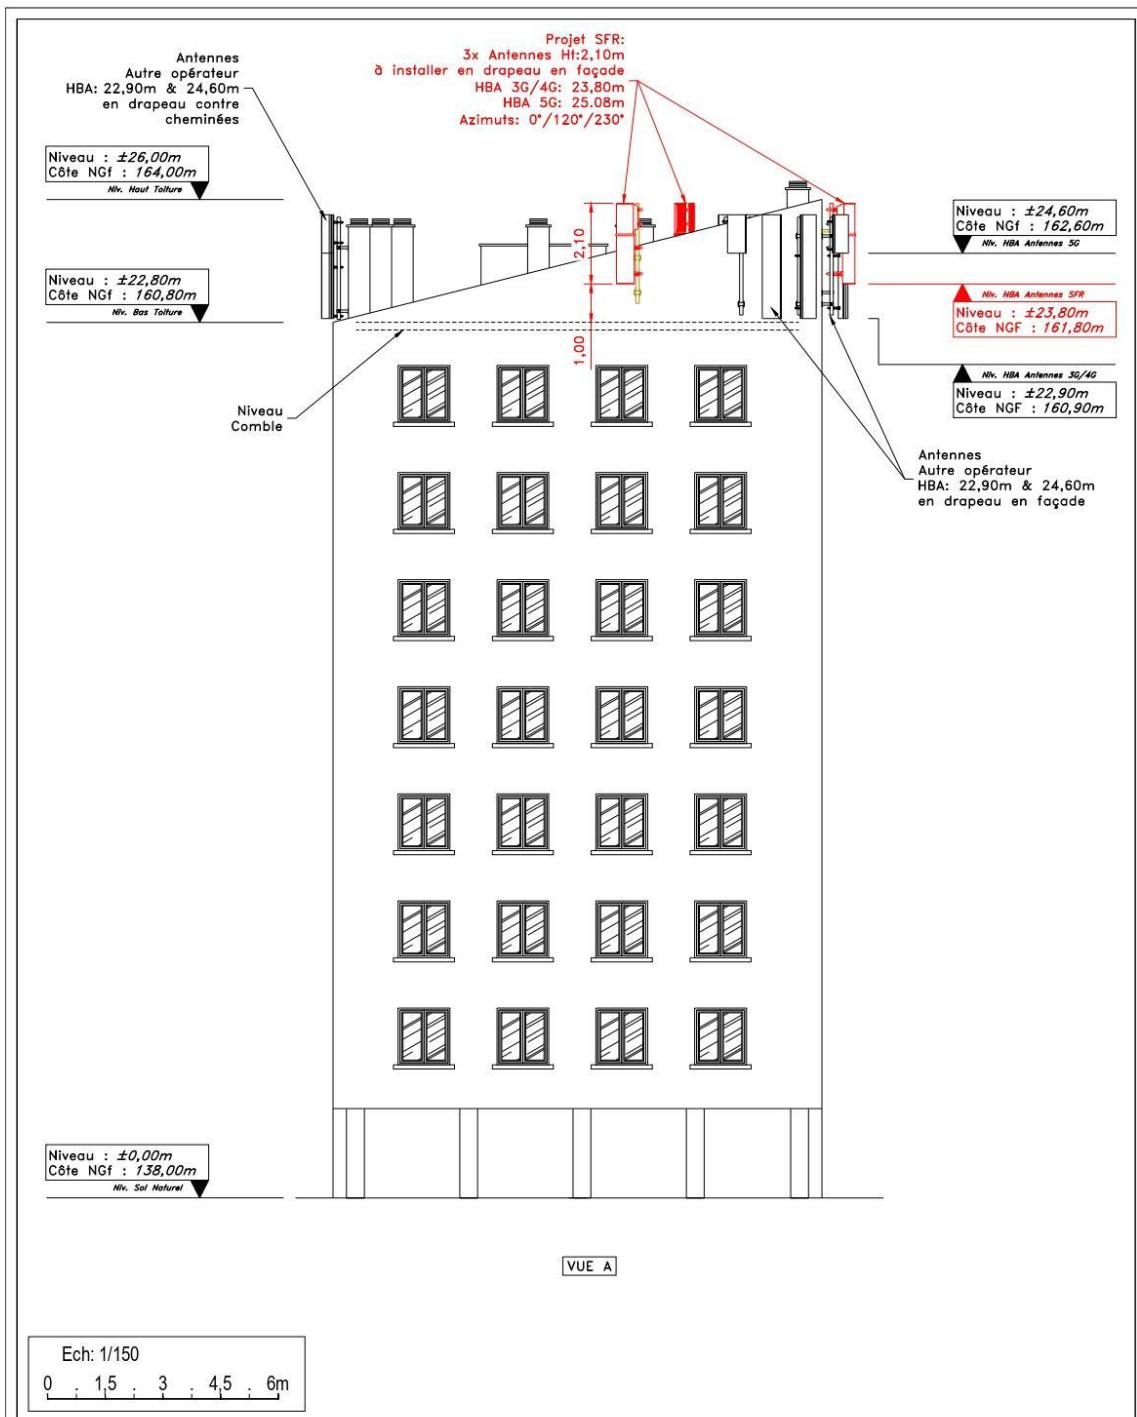 Projet SFR:
3x Antennes Ht:2,10m
à installer en drapeau en façade
HBA 3G/4G: 23,80m
HBA 5G: 25.08m
Azimuts: 0°/120°/230°
Antennes
Autre opérateur
HBA: 22,90m & 24,60m
en drapeau contre
cheminées
Niveau : ±26,00m
Côte NGf : 164,00m
Niv. Haut Toiture
Niveau : ±24,60m
Côte NGf : 162,60m
Niv. HBA Antennes 5G
2,10
Niveau : ±22,80m
Côte NGf : 160,80m
Niv. Bas Toiture
Niv. HBA Antennes SFR
Niveau : ±23,80m
Côte NGF : 161,80m
1,00
Niv. HBA Antennes 3G/4G
Niveau : ±22,90m
Côte NGF : 160,90m
Niveau
Comble
Antennes
Autre opérateur
HBA: 22,90m & 24,60m
en drapeau en façade
Niveau : ±0,00m
Côte NGf : 138,00m
Niv. Sol Naturel
VUE A
Ech: 1/150
0 . 1,5 . 3 . 4,5 . 6m